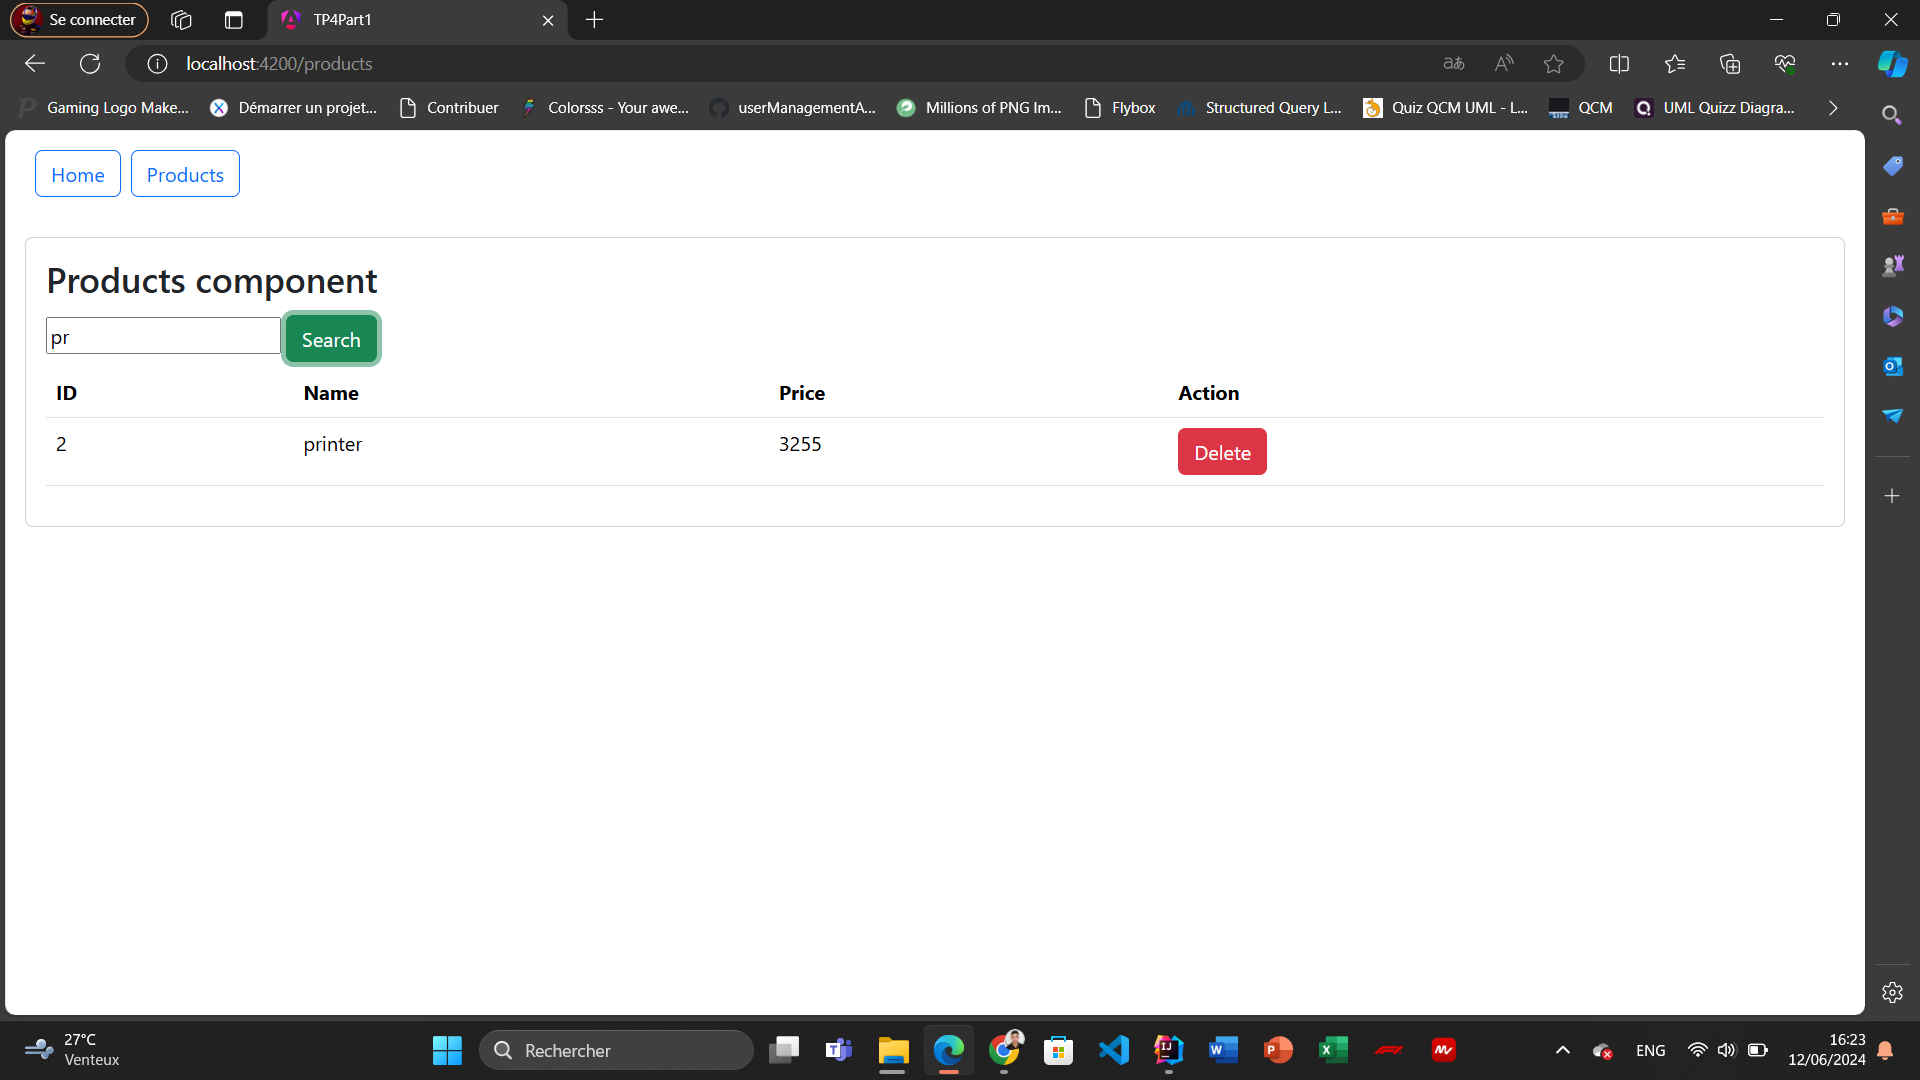 Se connecter
TP4Part1
localhost:4200/products
Gaming Logo Make...
Démarrer un projet...
Contribuer
Colorsss - Your awe...
userManagementA...
Millions of PNG Im...
Flybox
Structured Query L...
Quiz QCM UML - L...
QCM
UML Quizz Diagra...
Home
Products
Products component
pr
Search
ID Name Price Action
2 printer 3255 Delete
27°C
Venteux
Rechercher
ENG
16:23
12/06/2024